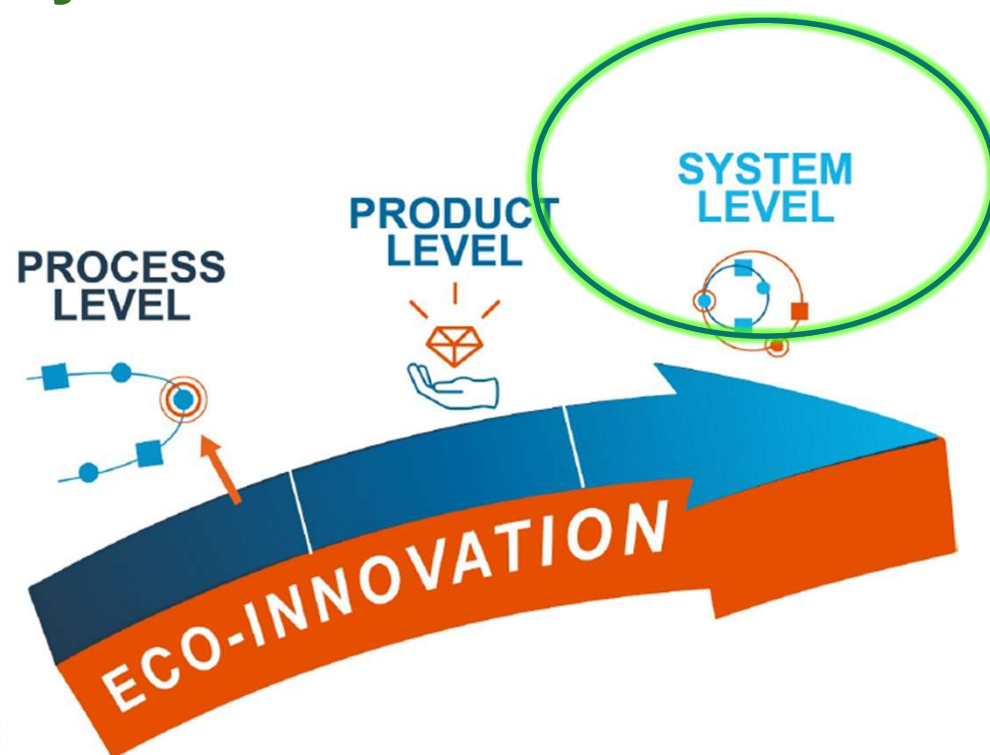 PROCESS
LEVEL
PRODUCT
LEVEL
SYSTEM
LEVEL
ECO-INNOVATION